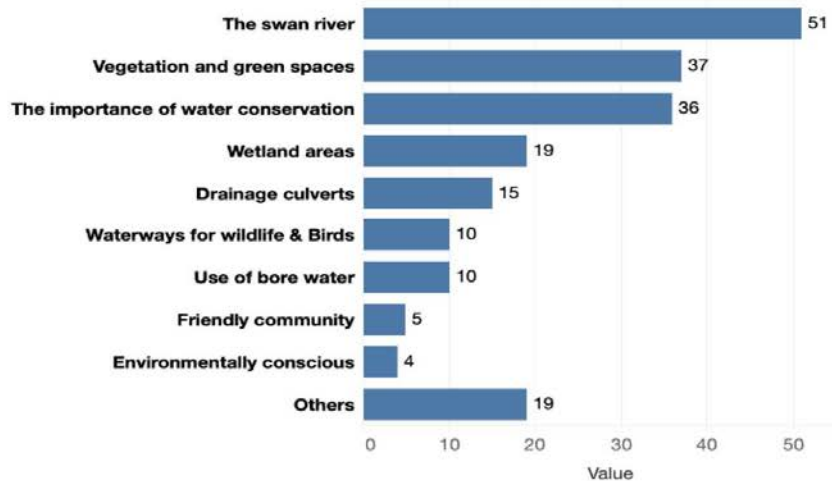 The swan river 51
Vegetation and green spaces 37
The importance of water conservation 36
Wetland areas 19
Drainage culverts 15
Waterways for wildlife & Birds 10
Use of bore water 10
Friendly community 5
Environmentally conscious 4
Others 19
0 10 20 30 40 50
Value